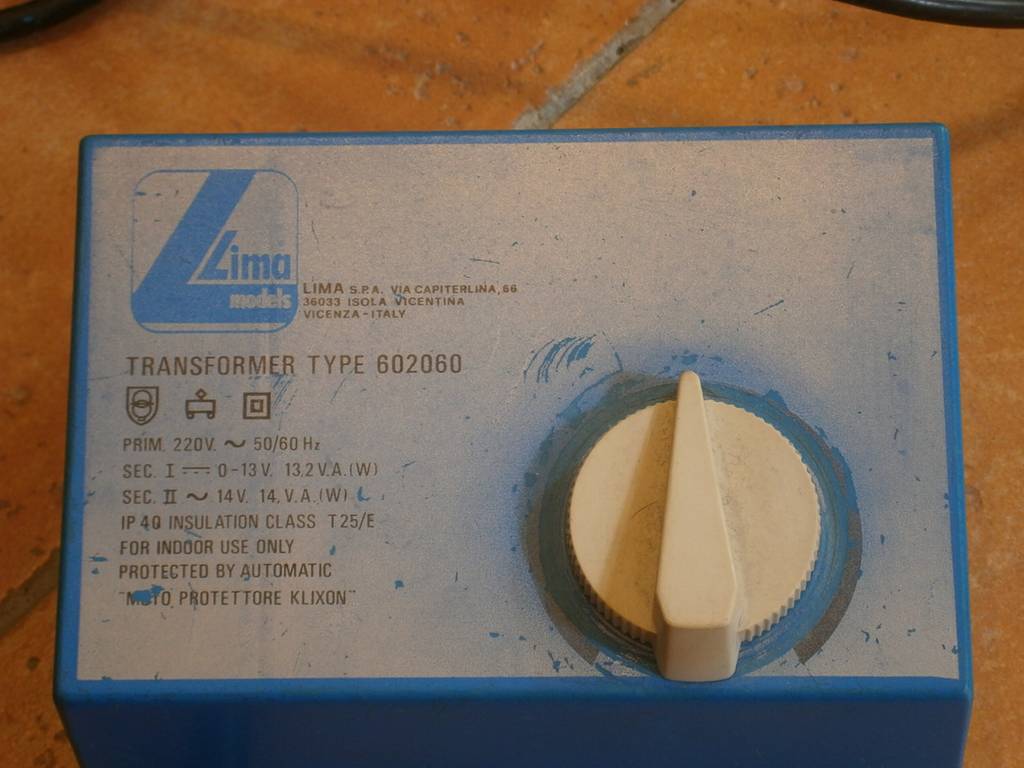 Lima
models
LIMA S.P.A. VIA CAPITERLINA, 66
36033 ISOLA VICENTINA
VICENZA - ITALY
TRANSFORMER TYPE 602060
PRIM. 220V. ~ 50/60 Hz
SEC. I ⎓ 0-13 V. 13.2 V.A.(W)
SEC. II ~ 14 V. 14. V.A.(W)
IP 40 INSULATION CLASS T 25/E
FOR INDOOR USE ONLY
PROTECTED BY AUTOMATIC
"MOTO PROTETTORE KLIXON"